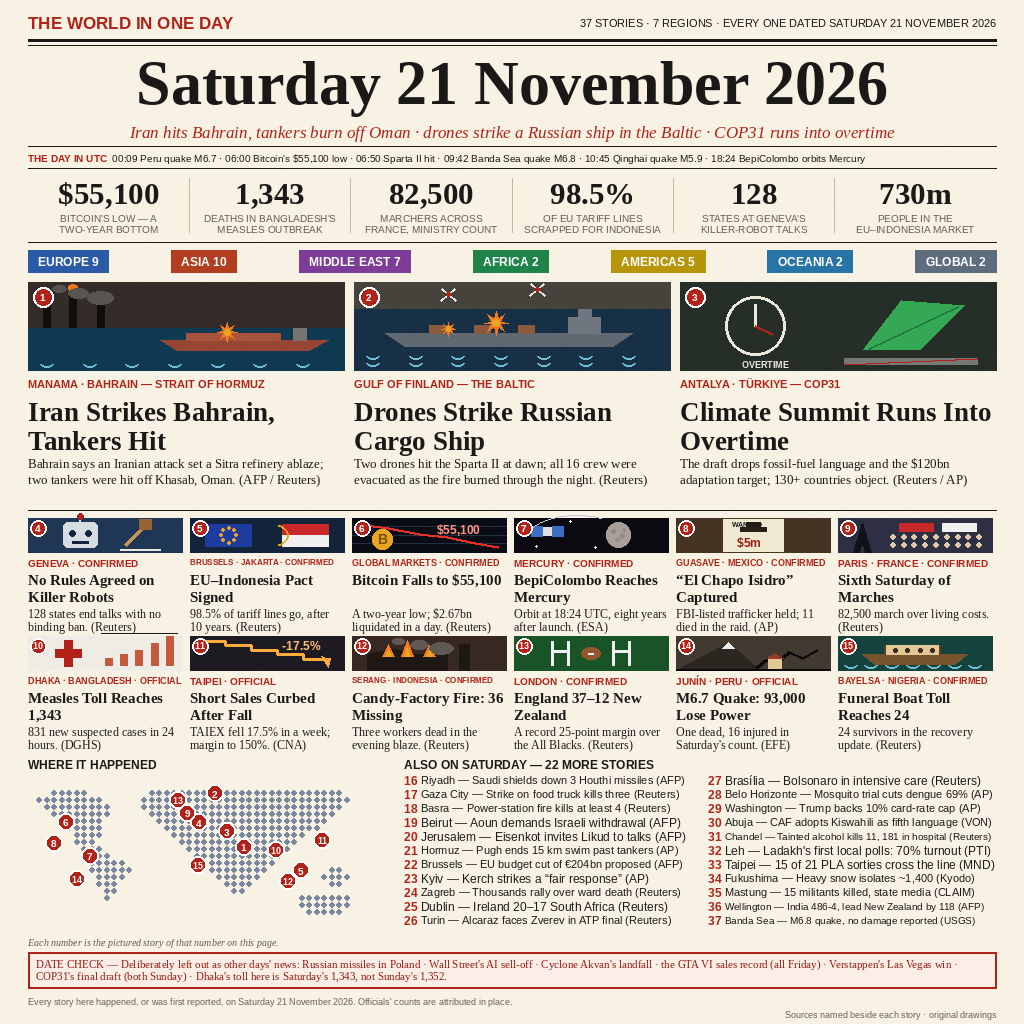 THE WORLD IN ONE DAY
37 STORIES · 7 REGIONS · EVERY ONE DATED SATURDAY 21 NOVEMBER 2026
Saturday 21 November 2026
Iran hits Bahrain, tankers burn off Oman · drones strike a Russian ship in the Baltic · COP31 runs into overtime
THE DAY IN UTC 00:09 Peru quake M6.7 · 06:00 Bitcoin's $55,100 low · 06:50 Sparta II hit · 09:42 Banda Sea quake M6.8 · 10:45 Qinghai quake M5.9 · 18:24 BepiColombo orbits Mercury
$55,100
BITCOIN'S LOW — A
TWO-YEAR BOTTOM
1,343
DEATHS IN BANGLADESH'S
MEASLES OUTBREAK
82,500
MARCHERS ACROSS
FRANCE, MINISTRY COUNT
98.5%
OF EU TARIFF LINES
SCRAPPED FOR INDONESIA
128
STATES AT GENEVA'S
KILLER-ROBOT TALKS
730m
PEOPLE IN THE
EU–INDONESIA MARKET
EUROPE 9
ASIA 10
MIDDLE EAST 7
AFRICA 2
AMERICAS 5
OCEANIA 2
GLOBAL 2
1
MANAMA · BAHRAIN — STRAIT OF HORMUZ
Iran Strikes Bahrain,
Tankers Hit
Bahrain says an Iranian attack set a Sitra refinery ablaze;
two tankers were hit off Khasab, Oman. (AFP / Reuters)
2
GULF OF FINLAND — THE BALTIC
Drones Strike Russian
Cargo Ship
Two drones hit the Sparta II at dawn; all 16 crew were
evacuated as the fire burned through the night. (Reuters)
3
OVERTIME
ANTALYA · TÜRKIYE — COP31
Climate Summit Runs Into
Overtime
The draft drops fossil-fuel language and the $120bn
adaptation target; 130+ countries object. (Reuters / AP)
4
GENEVA · CONFIRMED
No Rules Agreed on
Killer Robots
128 states end talks with no
binding ban. (Reuters)
5
BRUSSELS · JAKARTA · CONFIRMED
EU–Indonesia Pact
Signed
98.5% of tariff lines go, after
10 years. (Reuters)
6
B
$55,100
GLOBAL MARKETS · CONFIRMED
Bitcoin Falls to $55,100
A two-year low; $2.67bn
liquidated in a day. (Reuters)
7
MERCURY · CONFIRMED
BepiColombo Reaches
Mercury
Orbit at 18:24 UTC, eight years
after launch. (ESA)
8
$5m
GUASAVE · MEXICO · CONFIRMED
“El Chapo Isidro”
Captured
FBI-listed trafficker held; 11
died in the raid. (AP)
9
PARIS · FRANCE · CONFIRMED
Sixth Saturday of
Marches
82,500 march over living costs.
(Reuters)
10
DHAKA · BANGLADESH · OFFICIAL
Measles Toll Reaches
1,343
831 new suspected cases in 24
hours. (DGHS)
11
-17.5%
TAIPEI · OFFICIAL
Short Sales Curbed
After Fall
TAIEX fell 17.5% in a week;
margin to 150%. (CNA)
12
SERANG · INDONESIA · CONFIRMED
Candy-Factory Fire: 36
Missing
Three workers dead in the
evening blaze. (Reuters)
13
LONDON · CONFIRMED
England 37–12 New
Zealand
A record 25-point margin over
the All Blacks. (Reuters)
14
JUNÍN · PERU · OFFICIAL
M6.7 Quake: 93,000
Lose Power
One dead, 16 injured in
Saturday's count. (EFE)
15
BAYELSA · NIGERIA · CONFIRMED
Funeral Boat Toll
Reaches 24
24 survivors in the recovery
update. (Reuters)
WHERE IT HAPPENED
2
13
9
4
6
3
8
1
11
7
10
15
5
14
12
Each number is the pictured story of that number on this page.
ALSO ON SATURDAY — 22 MORE STORIES
16 Riyadh — Saudi shields down 3 Houthi missiles (AFP)
17 Gaza City — Strike on food truck kills three (Reuters)
18 Basra — Power-station fire kills at least 4 (Reuters)
19 Beirut — Aoun demands Israeli withdrawal (AFP)
20 Jerusalem — Eisenkot invites Likud to talks (AFP)
21 Hormuz — Pugh ends 15 km swim past tankers (AP)
22 Brussels — EU budget cut of €204bn proposed (AFP)
23 Kyiv — Kerch strikes a “fair response” (AP)
24 Zagreb — Thousands rally over ward death (Reuters)
25 Dublin — Ireland 20–17 South Africa (Reuters)
26 Turin — Alcaraz faces Zverev in ATP final (Reuters)
27 Brasília — Bolsonaro in intensive care (Reuters)
28 Belo Horizonte — Mosquito trial cuts dengue 69% (AP)
29 Washington — Trump backs 10% card-rate cap (AP)
30 Abuja — CAF adopts Kiswahili as fifth language (VON)
31 Chandel — Tainted alcohol kills 11, 181 in hospital (Reuters)
32 Leh — Ladakh's first local polls: 70% turnout (PTI)
33 Taipei — 15 of 21 PLA sorties cross the line (MND)
34 Fukushima — Heavy snow isolates ~1,400 (Kyodo)
35 Mastung — 15 militants killed, state media (CLAIM)
36 Wellington — India 486-4, lead New Zealand by 118 (AFP)
37 Banda Sea — M6.8 quake, no damage reported (USGS)
DATE CHECK — Deliberately left out as other days' news: Russian missiles in Poland · Wall Street's AI sell-off · Cyclone Akvan's landfall · the GTA VI sales record (all Friday) · Verstappen's Las Vegas win ·
COP31's final draft (both Sunday) · Dhaka's toll here is Saturday's 1,343, not Sunday's 1,352.
Every story here happened, or was first reported, on Saturday 21 November 2026. Officials' counts are attributed in place.
Sources named beside each story · original drawings